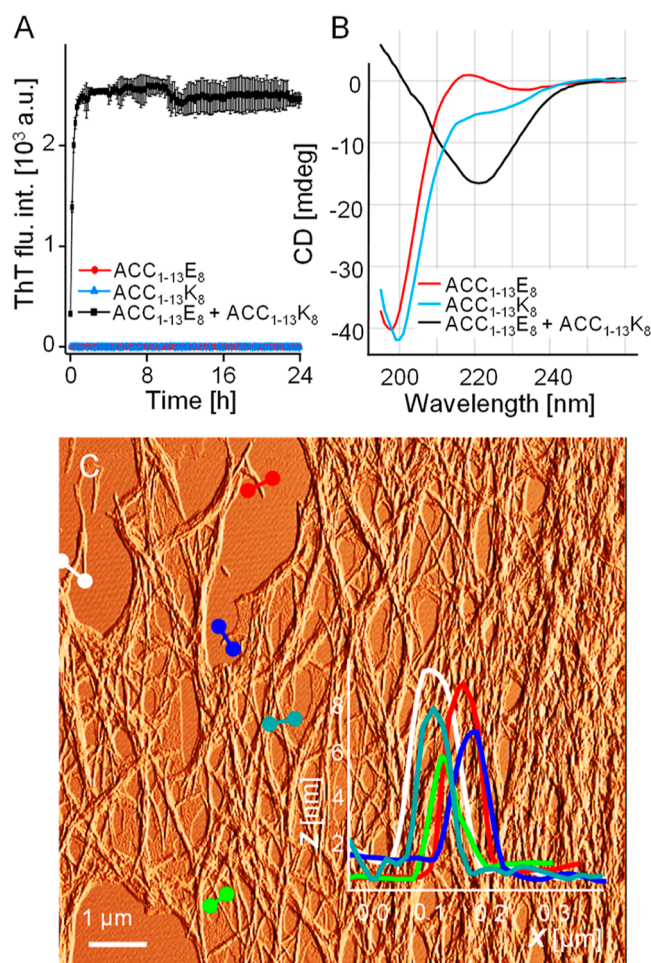 A
ThT flu. int. [10³ a.u.]
2
1
0
ACC₁₋₁₃E₈
ACC₁₋₁₃K₈
ACC₁₋₁₃E₈ + ACC₁₋₁₃K₈
0 8 16 24
Time [h]
B
CD [mdeg]
0
-10
-20
-30
-40
ACC₁₋₁₃E₈
ACC₁₋₁₃K₈
ACC₁₋₁₃E₈ + ACC₁₋₁₃K₈
200 220 240
Wavelength [nm]
C
1 µm
Z [nm]
8
6
4
2
0.0 0.1 0.2 0.3
X [µm]